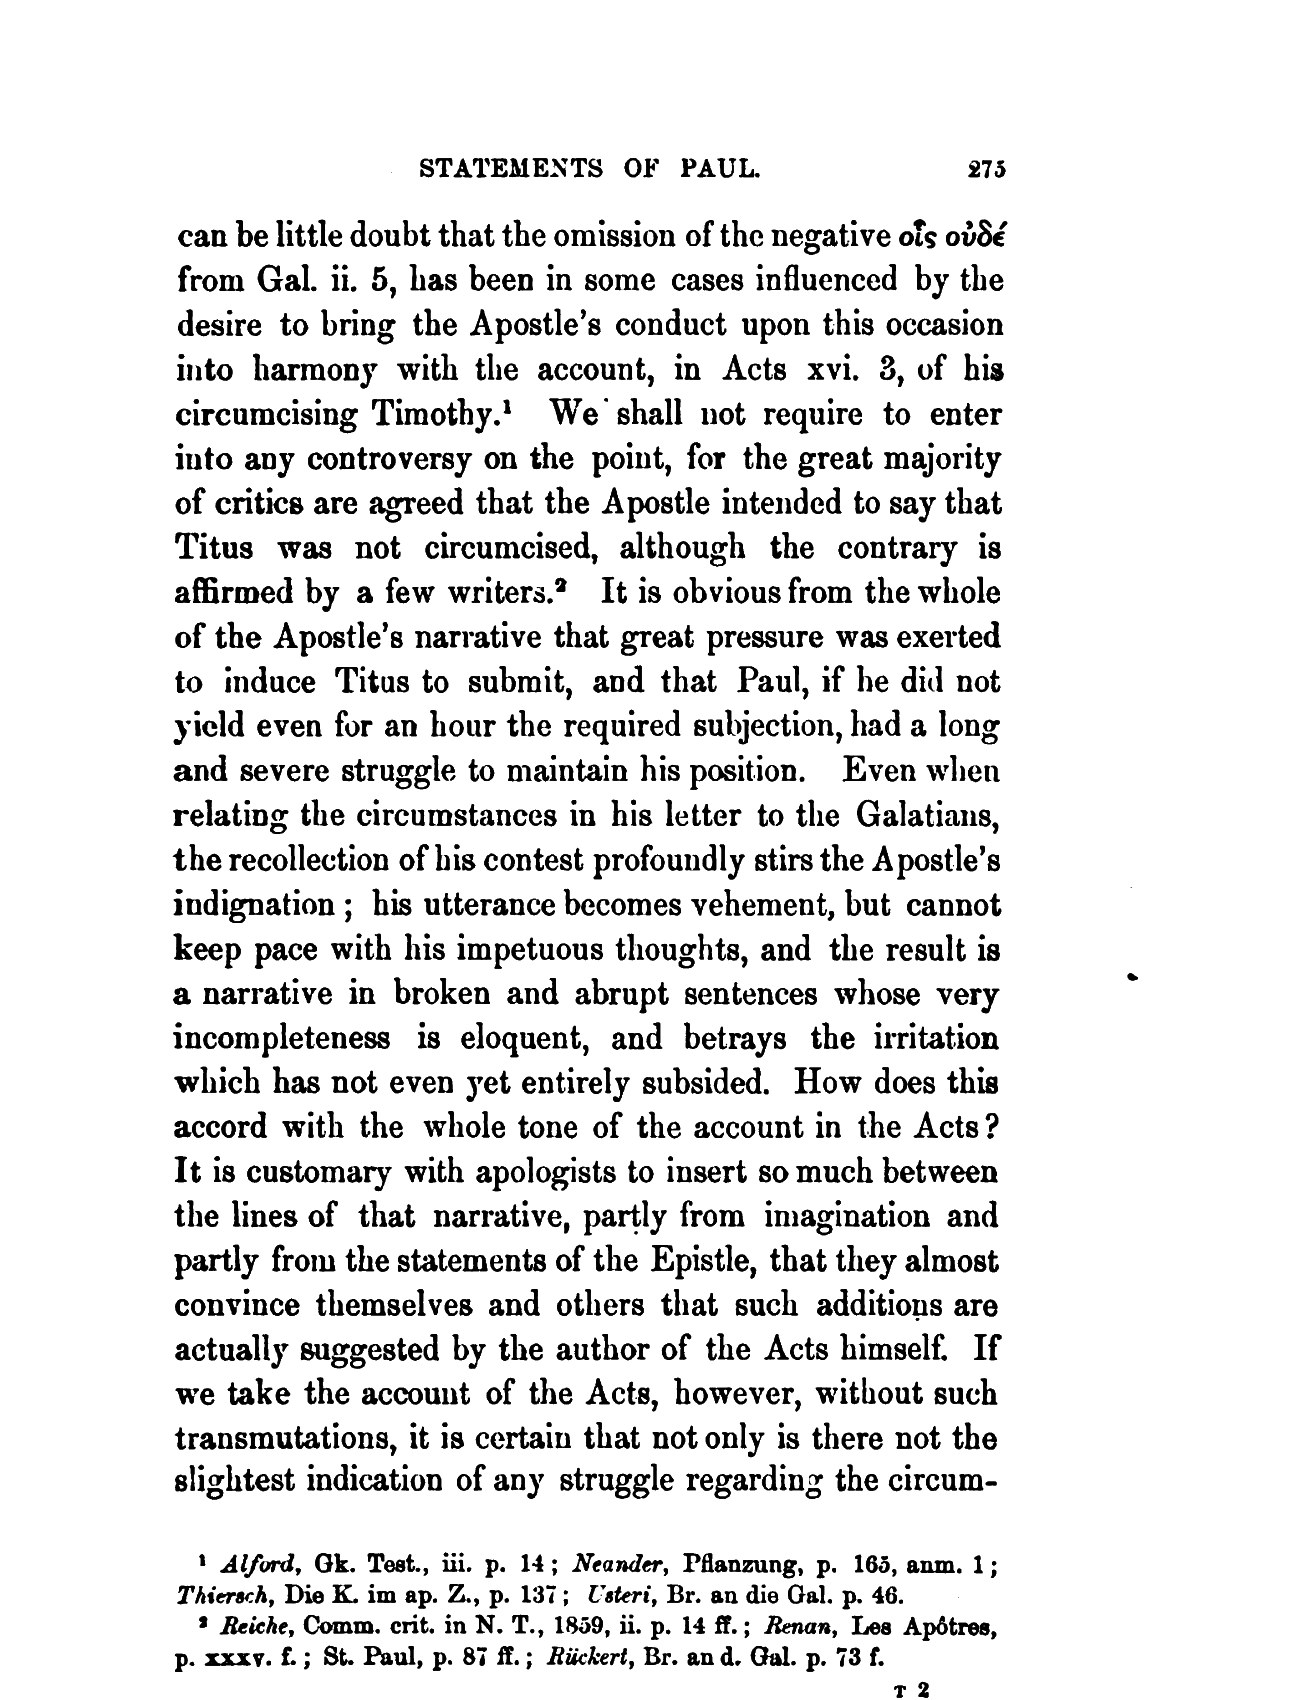 STATEMENTS OF PAUL. 275
can be little doubt that the omission of the negative οἷς οὐδέ
from Gal. ii. 5, has been in some cases influenced by the
desire to bring the Apostle's conduct upon this occasion
into harmony with the account, in Acts xvi. 3, of his
circumcising Timothy.¹ We shall not require to enter
into any controversy on the point, for the great majority
of critics are agreed that the Apostle intended to say that
Titus was not circumcised, although the contrary is
affirmed by a few writers.² It is obvious from the whole
of the Apostle's narrative that great pressure was exerted
to induce Titus to submit, and that Paul, if he did not
yield even for an hour the required subjection, had a long
and severe struggle to maintain his position. Even when
relating the circumstances in his letter to the Galatians,
the recollection of his contest profoundly stirs the Apostle's
indignation ; his utterance becomes vehement, but cannot
keep pace with his impetuous thoughts, and the result is
a narrative in broken and abrupt sentences whose very
incompleteness is eloquent, and betrays the irritation
which has not even yet entirely subsided. How does this
accord with the whole tone of the account in the Acts?
It is customary with apologists to insert so much between
the lines of that narrative, partly from imagination and
partly from the statements of the Epistle, that they almost
convince themselves and others that such additions are
actually suggested by the author of the Acts himself. If
we take the account of the Acts, however, without such
transmutations, it is certain that not only is there not the
slightest indication of any struggle regarding the circum-
¹ Alford, Gk. Test., iii. p. 14 ; Neander, Pflanzung, p. 165, anm. 1 ;
Thiersch, Die K. im ap. Z., p. 137 ; Usteri, Br. an die Gal. p. 46.
² Reiche, Comm. crit. in N. T., 1859, ii. p. 14 ff. ; Renan, Les Apôtres,
p. xxxv. f. ; St. Paul, p. 87 ff. ; Rückert, Br. an d. Gal. p. 73 f.
T 2